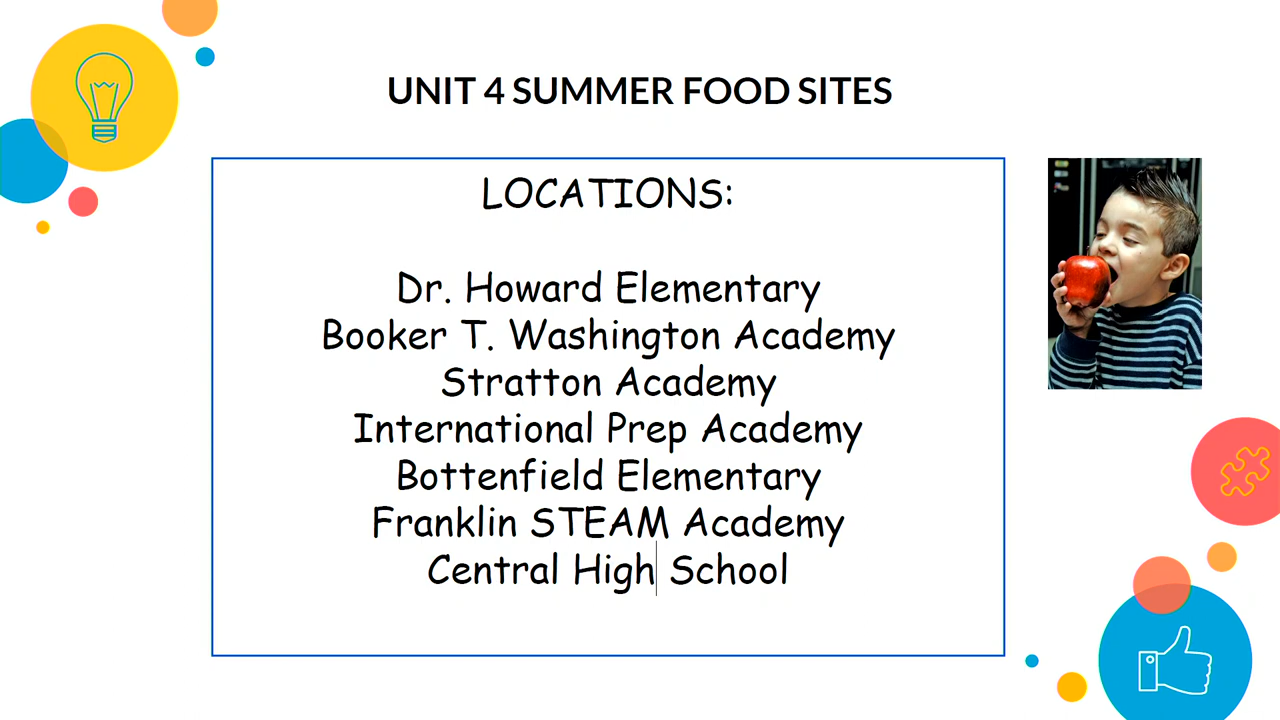 UNIT 4 SUMMER FOOD SITES
LOCATIONS:
Dr. Howard Elementary
Booker T. Washington Academy
Stratton Academy
International Prep Academy
Bottenfield Elementary
Franklin STEAM Academy
Central High School